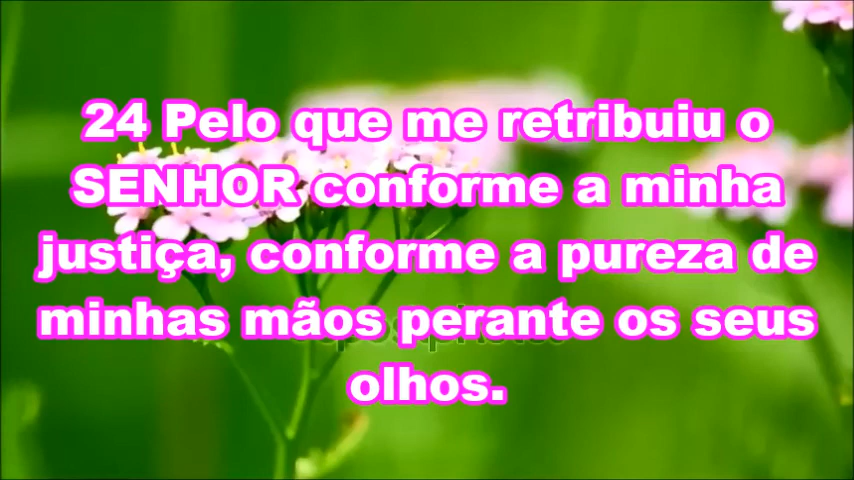 24 Pelo que me retribuiu o
SENHOR conforme a minha
justiça, conforme a pureza de
minhas mãos perante os seus
olhos.